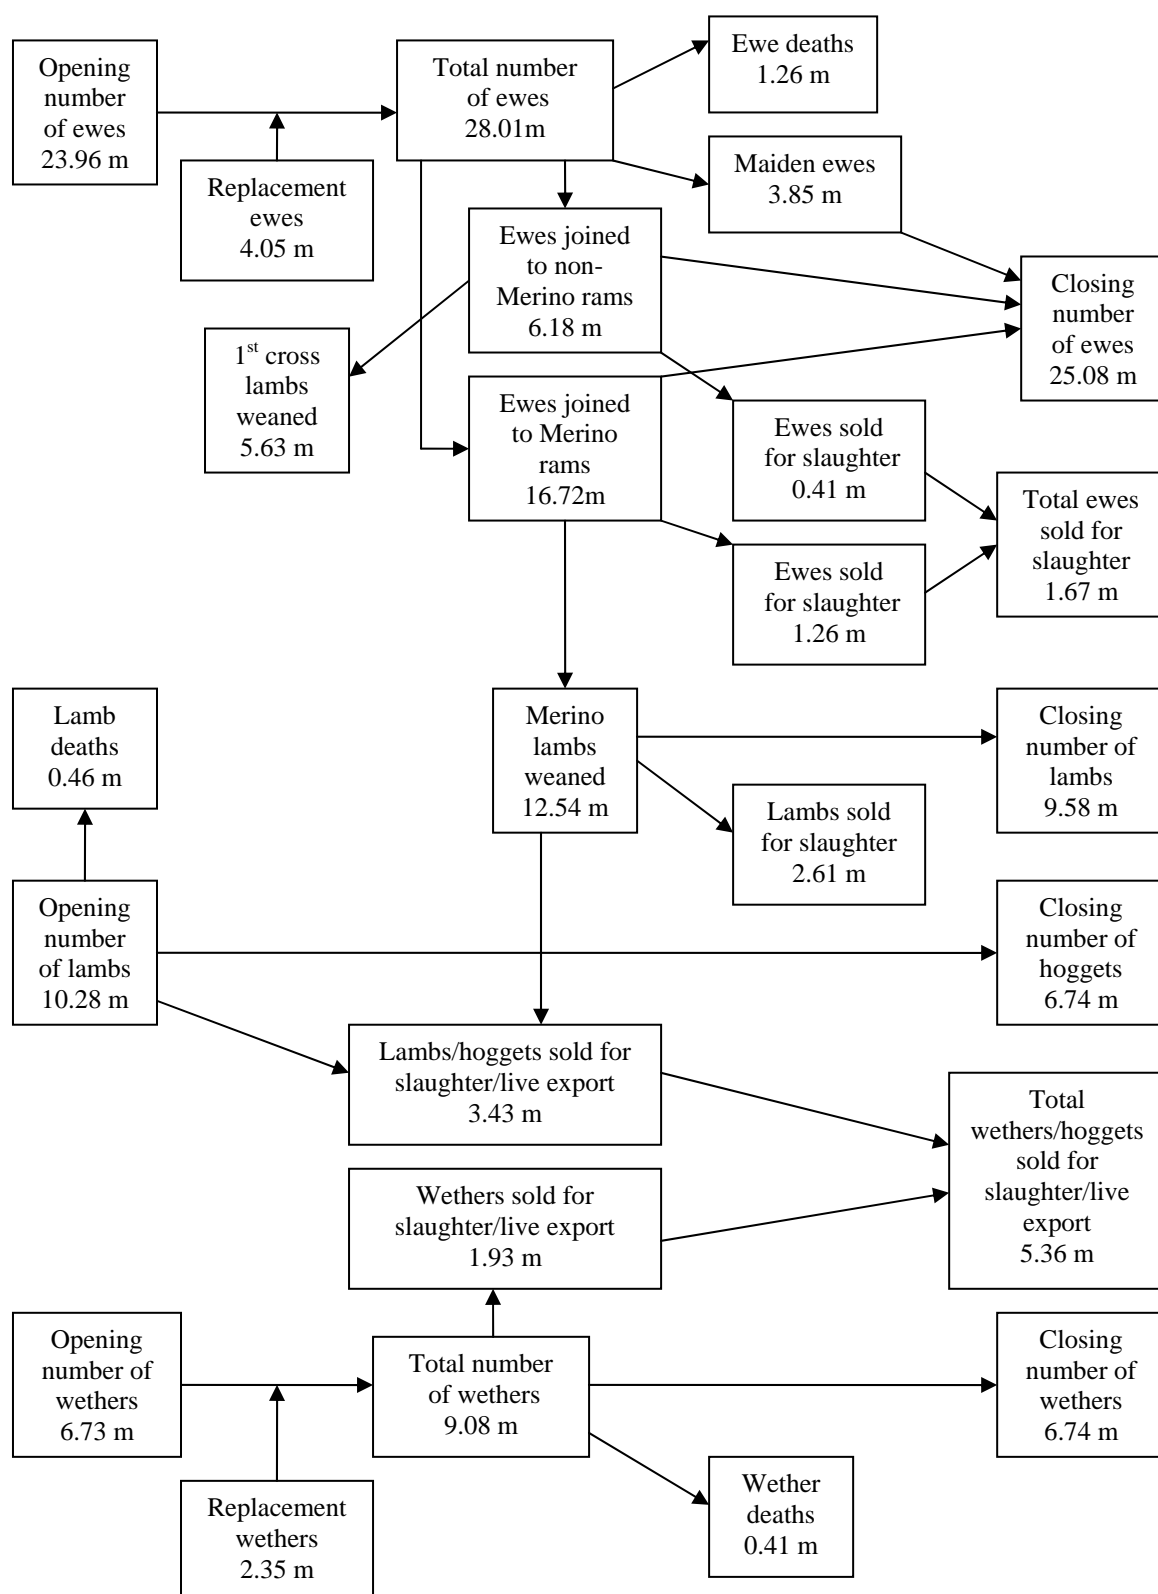 Opening
number
of ewes
23.96 m
Total number
of ewes
28.01m
Ewe deaths
1.26 m
Replacement
ewes
4.05 m
Maiden ewes
3.85 m
Ewes joined
to non-
Merino rams
6.18 m
Closing
number
of ewes
25.08 m
1st cross
lambs
weaned
5.63 m
Ewes joined
to Merino
rams
16.72m
Ewes sold
for slaughter
0.41 m
Total ewes
sold for
slaughter
1.67 m
Ewes sold
for slaughter
1.26 m
Lamb
deaths
0.46 m
Merino
lambs
weaned
12.54 m
Closing
number of
lambs
9.58 m
Lambs sold
for slaughter
2.61 m
Opening
number
of lambs
10.28 m
Closing
number of
hoggets
6.74 m
Lambs/hoggets sold for
slaughter/live export
3.43 m
Total
wethers/hoggets
sold for
slaughter/live
export
5.36 m
Wethers sold for
slaughter/live export
1.93 m
Opening
number of
wethers
6.73 m
Total number
of wethers
9.08 m
Closing
number of
wethers
6.74 m
Replacement
wethers
2.35 m
Wether
deaths
0.41 m